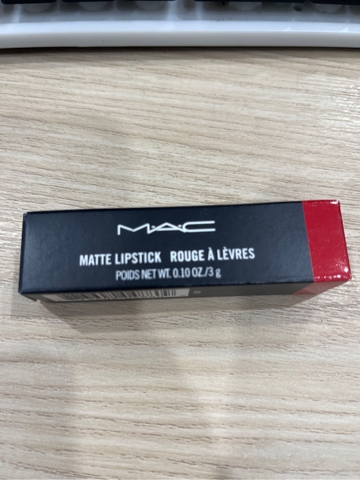 MAC
MATTE LIPSTICK ROUGE À LÈVRES
POIDS NET WT. 0.10 OZ./3 g